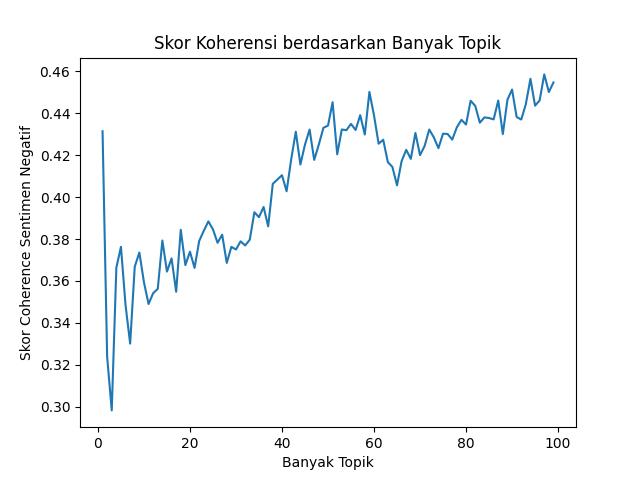 Skor Koherensi berdasarkan Banyak Topik
Skor Coherence Sentimen Negatif
0.46
0.44
0.42
0.40
0.38
0.36
0.34
0.32
0.30
0 20 40 60 80 100
Banyak Topik